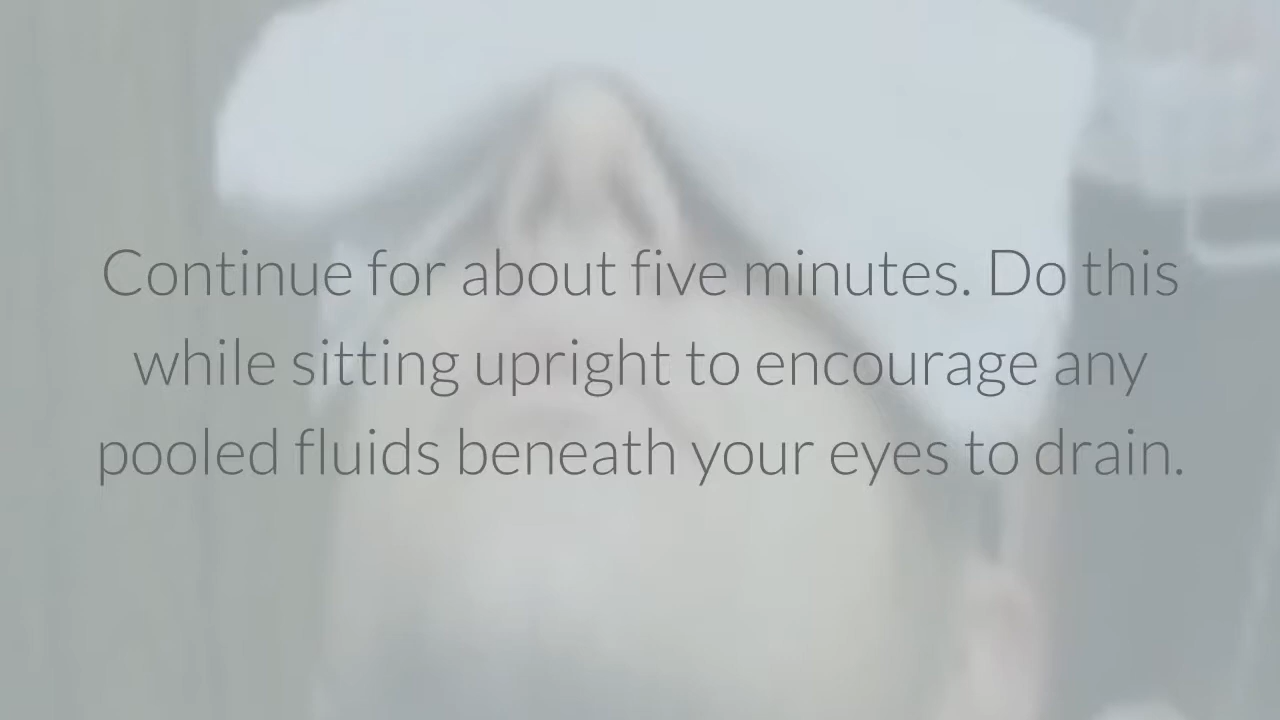 Continue for about five minutes. Do this
while sitting upright to encourage any
pooled fluids beneath your eyes to drain.